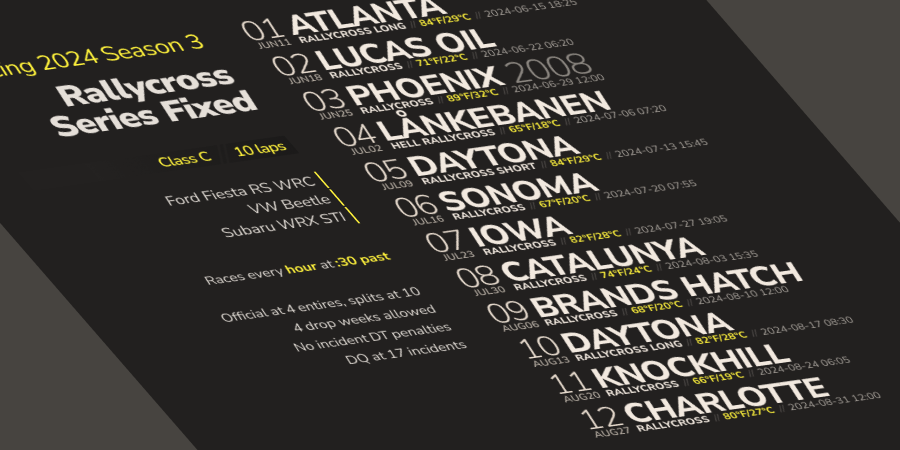 ing 2024 Season 3
Rallycross
Series Fixed
Class C 10 laps
Ford Fiesta RS WRC
VW Beetle
Subaru WRX STI
Races every hour at :30 past
Official at 4 entires, splits at 10
4 drop weeks allowed
No incident DT penalties
DQ at 17 incidents
01 ATLANTA
JUN11 RALLYCROSS LONG // 84°F/29°C // 2024-06-15 18:25
02 LUCAS OIL
JUN18 RALLYCROSS // 71°F/22°C // 2024-06-22 06:20
03 PHOENIX 2008
JUN25 RALLYCROSS // 89°F/32°C // 2024-06-29 12:00
04 LÅNKEBANEN
JUL02 HELL RALLYCROSS // 65°F/18°C // 2024-07-06 07:20
05 DAYTONA
JUL09 RALLYCROSS SHORT // 84°F/29°C // 2024-07-13 15:45
06 SONOMA
JUL16 RALLYCROSS // 67°F/20°C // 2024-07-20 07:55
07 IOWA
JUL23 RALLYCROSS // 82°F/28°C // 2024-07-27 19:05
08 CATALUNYA
JUL30 RALLYCROSS // 74°F/24°C // 2024-08-03 15:35
09 BRANDS HATCH
AUG06 RALLYCROSS // 68°F/20°C // 2024-08-10 12:00
10 DAYTONA
AUG13 RALLYCROSS LONG // 82°F/28°C // 2024-08-17 08:30
11 KNOCKHILL
AUG20 RALLYCROSS // 66°F/19°C // 2024-08-24 06:05
12 CHARLOTTE
AUG27 RALLYCROSS // 80°F/27°C // 2024-08-31 12:00